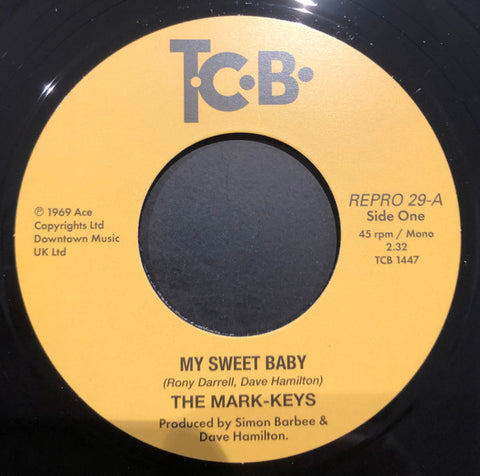 T.C.B.
℗ 1969 Ace
Copyrights Ltd
Downtown Music
UK Ltd
REPRO 29-A
Side One
45 rpm / Mono
2.32
TCB 1447
MY SWEET BABY
(Rony Darrell, Dave Hamilton)
THE MARK-KEYS
Produced by Simon Barbee &
Dave Hamilton.